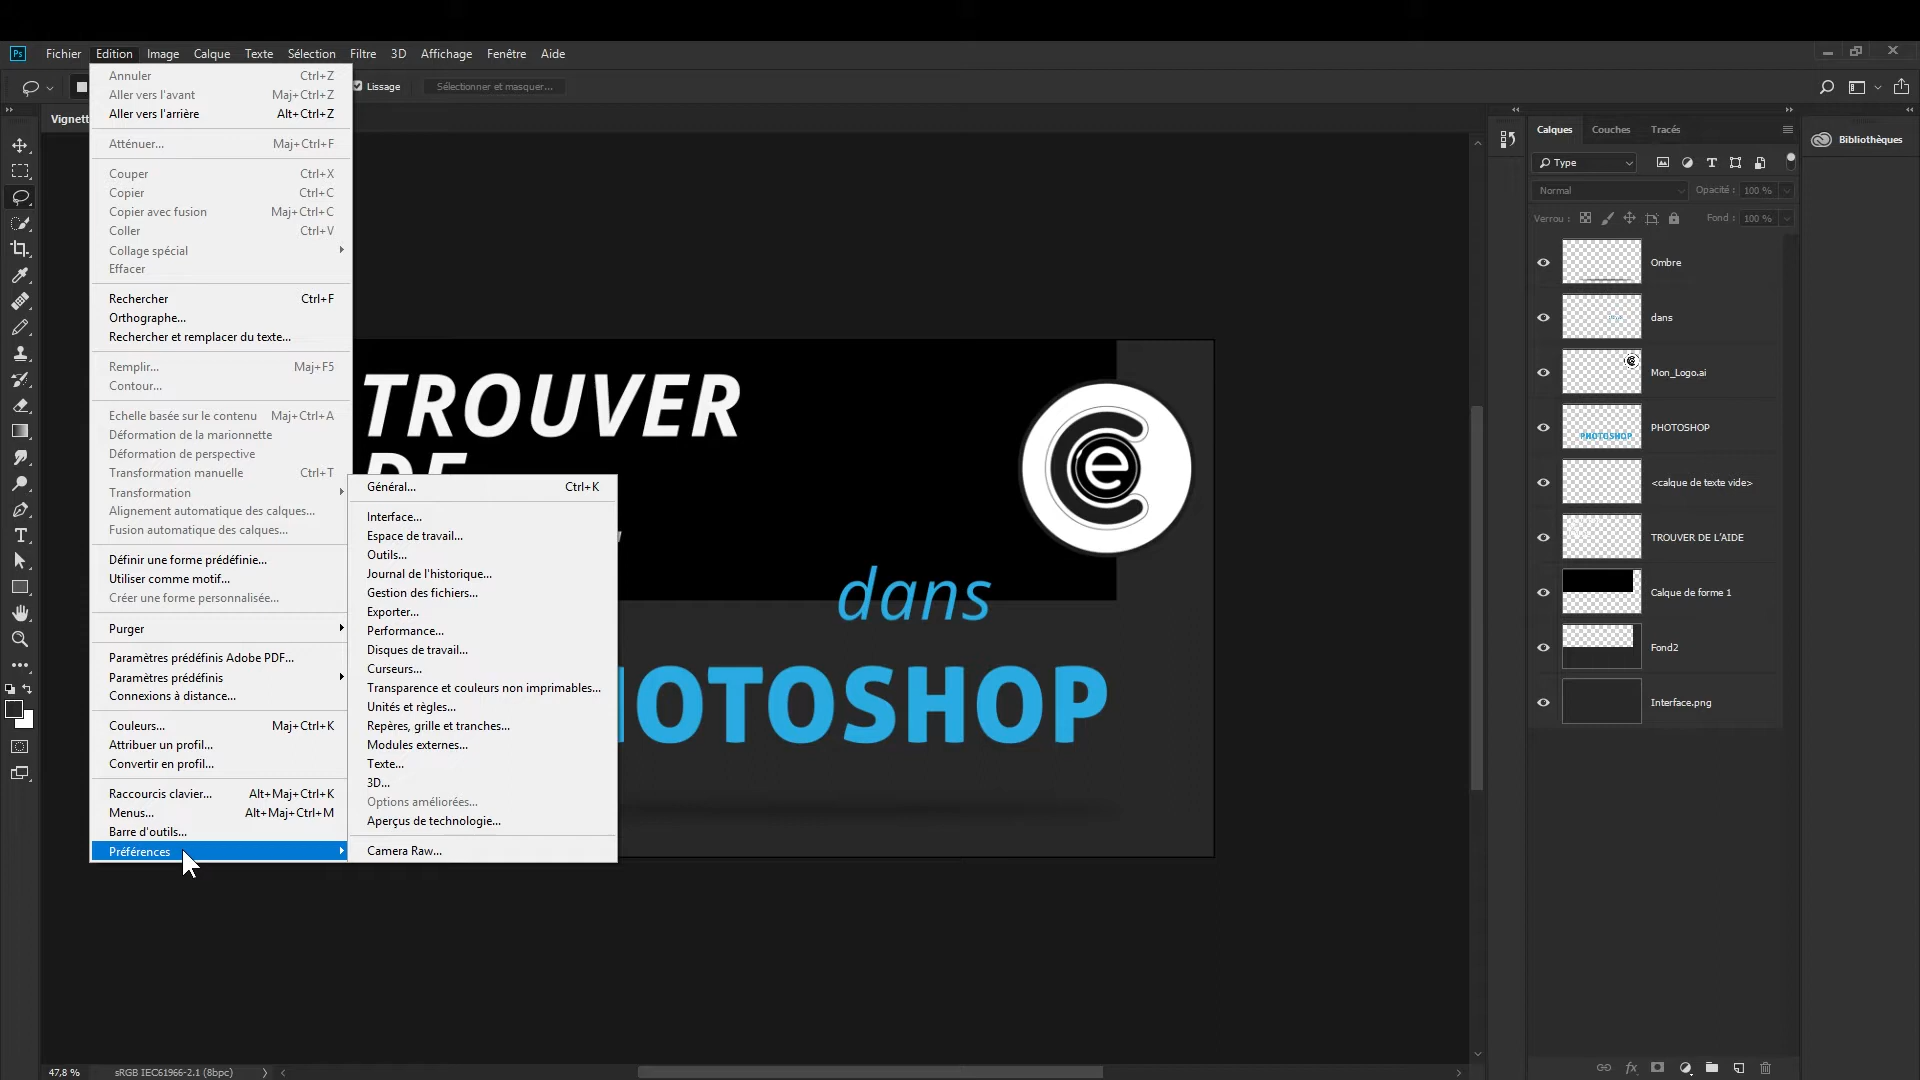 Ps Fichier Edition Image Calque Texte Sélection Filtre 3D Affichage Fenêtre Aide
Lissage Sélectionner et masquer...
Vignett
Annuler Ctrl+Z
Aller vers l'avant Maj+Ctrl+Z
Aller vers l'arrière Alt+Ctrl+Z
Atténuer... Maj+Ctrl+F
Couper Ctrl+X
Copier Ctrl+C
Copier avec fusion Maj+Ctrl+C
Coller Ctrl+V
Collage spécial
Effacer
Rechercher Ctrl+F
Orthographe...
Rechercher et remplacer du texte...
Remplir... Maj+F5
Contour...
Echelle basée sur le contenu Maj+Ctrl+A
Déformation de la marionnette
Déformation de perspective
Transformation manuelle Ctrl+T
Transformation
Alignement automatique des calques...
Fusion automatique des calques...
Définir une forme prédéfinie...
Utiliser comme motif...
Créer une forme personnalisée...
Purger
Paramètres prédéfinis Adobe PDF...
Paramètres prédéfinis
Connexions à distance...
Couleurs... Maj+Ctrl+K
Attribuer un profil...
Convertir en profil...
Raccourcis clavier... Alt+Maj+Ctrl+K
Menus... Alt+Maj+Ctrl+M
Barre d'outils...
Préférences
Général... Ctrl+K
Interface...
Espace de travail...
Outils...
Journal de l'historique...
Gestion des fichiers...
Exporter...
Performance...
Disques de travail...
Curseurs...
Transparence et couleurs non imprimables...
Unités et règles...
Repères, grille et tranches...
Modules externes...
Texte...
3D...
Options améliorées...
Aperçus de technologie...
Camera Raw...
TROUVER
DE
e
dans
HOTOSHOP
Calques Couches Tracés
Type
Normal Opacité : 100 %
Verrou : Fond : 100 %
Ombre
dans
Mon_Logo.ai
PHOTOSHOP PHOTOSHOP
<calque de texte vide>
TROUVER DE L'AIDE
Calque de forme 1
Fond2
Interface.png
Bibliothèques
47,8 % sRGB IEC61966-2.1 (8bpc)